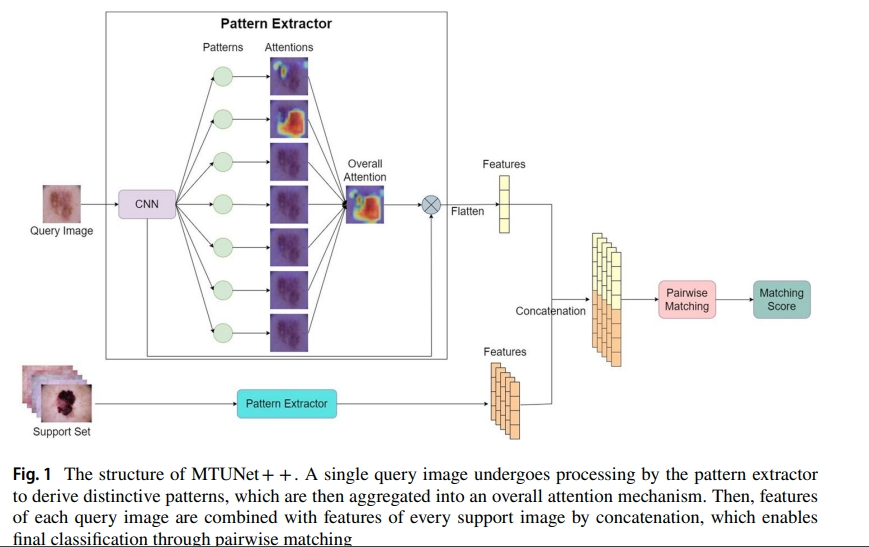 Pattern Extractor
Patterns
Attentions
Overall
Attention
Features
CNN
Flatten
Query Image
Concatenation
Pairwise
Matching
Matching
Score
Features
Pattern Extractor
Support Set
Fig. 1 The structure of MTUNet++. A single query image undergoes processing by the pattern extractor
to derive distinctive patterns, which are then aggregated into an overall attention mechanism. Then, features
of each query image are combined with features of every support image by concatenation, which enables
final classification through pairwise matching